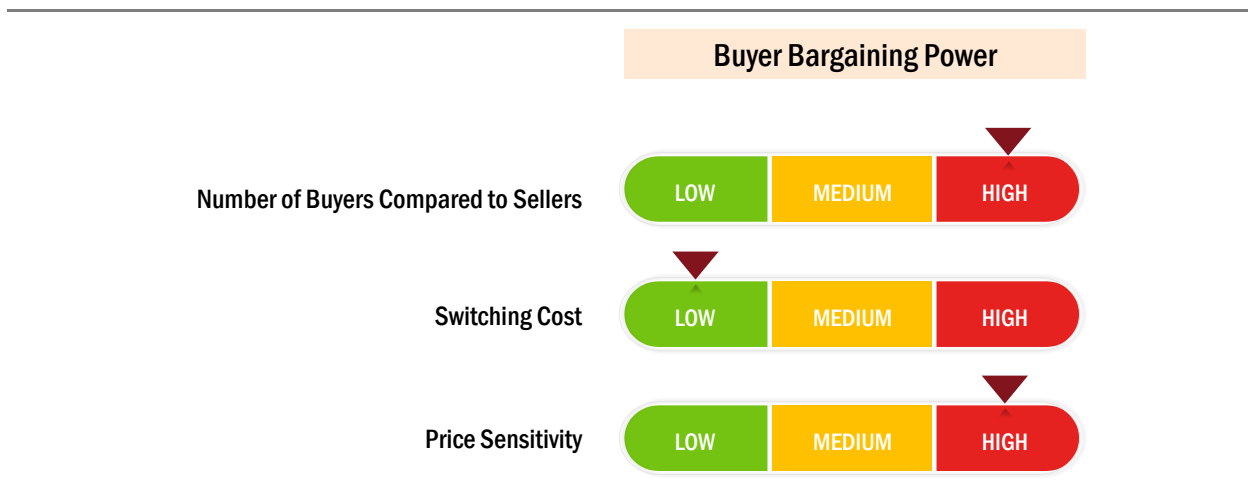 Buyer Bargaining Power
Number of Buyers Compared to Sellers
LOW MEDIUM HIGH
Switching Cost
LOW MEDIUM HIGH
Price Sensitivity
LOW MEDIUM HIGH